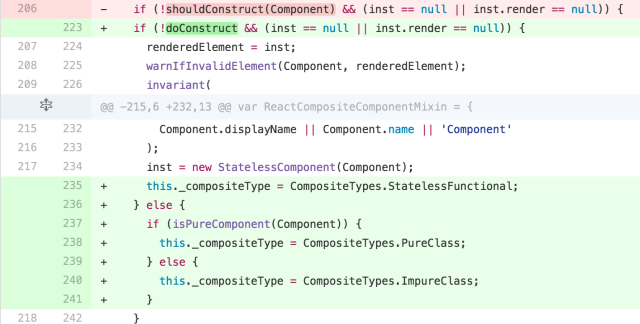 206 - if (!shouldConstruct(Component) && (inst == null || inst.render == null)) {
223 + if (!doConstruct && (inst == null || inst.render == null)) {
207 224 renderedElement = inst;
208 225 warnIfInvalidElement(Component, renderedElement);
209 226 invariant(
@@ -215,6 +232,13 @@ var ReactCompositeComponentMixin = {
215 232 Component.displayName || Component.name || 'Component'
216 233 );
217 234 inst = new StatelessComponent(Component);
235 + this._compositeType = CompositeTypes.StatelessFunctional;
236 + } else {
237 + if (isPureComponent(Component)) {
238 + this._compositeType = CompositeTypes.PureClass;
239 + } else {
240 + this._compositeType = CompositeTypes.ImpureClass;
241 + }
218 242 }